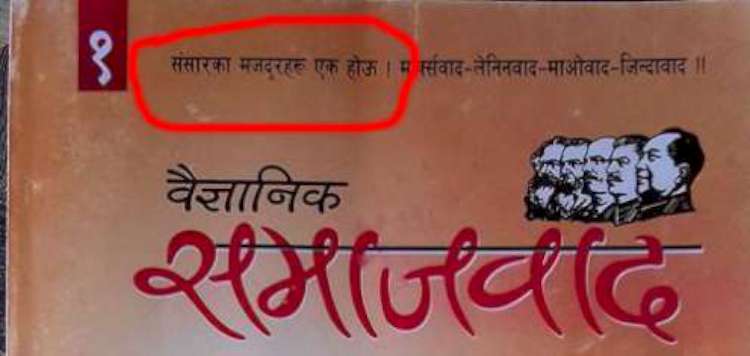 १
संसारका मजदुरहरू एक होऊ ! मार्क्सवाद-लेनिनवाद-माओवाद-जिन्दावाद !!
वैज्ञानिक
समाजवाद